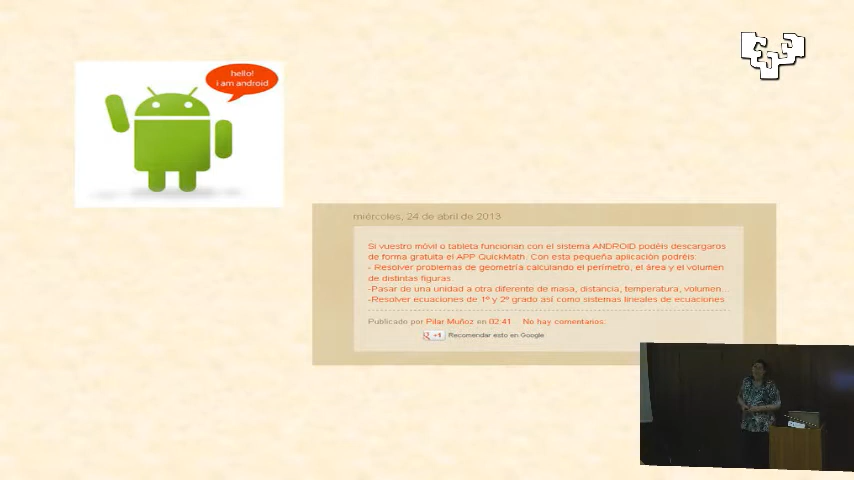 hello!
i am android
miércoles, 24 de abril de 2013
Si vuestro móvil o tableta funcionan con el sistema ANDROID podéis descargaros
de forma gratuita el APP QuickMath. Con esta pequeña aplicación podréis:
- Resolver problemas de geometría calculando el perímetro, el área y el volumen
de distintas figuras.
-Pasar de una unidad a otra diferente de masa, distancia, temperatura, volumen...
-Resolver ecuaciones de 1º y 2º grado así como sistemas lineales de ecuaciones
Publicado por Pilar Muñoz en 02:41 No hay comentarios:
+1 Recomendar esto en Google